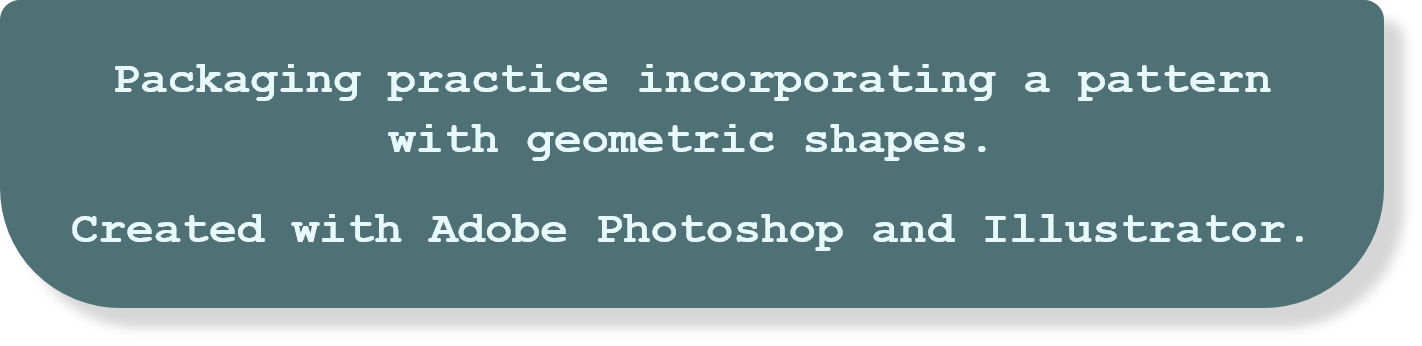 Packaging practice incorporating a pattern
with geometric shapes.
Created with Adobe Photoshop and Illustrator.